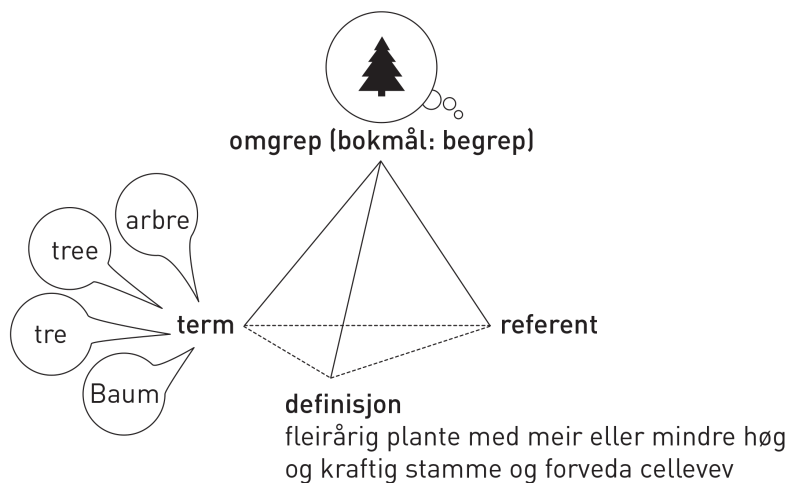 omgrep (bokmål: begrep)
arbre
tree
term
referent
tre
Baum
definisjon
fleirårig plante med meir eller mindre høg
og kraftig stamme og forveda cellevev